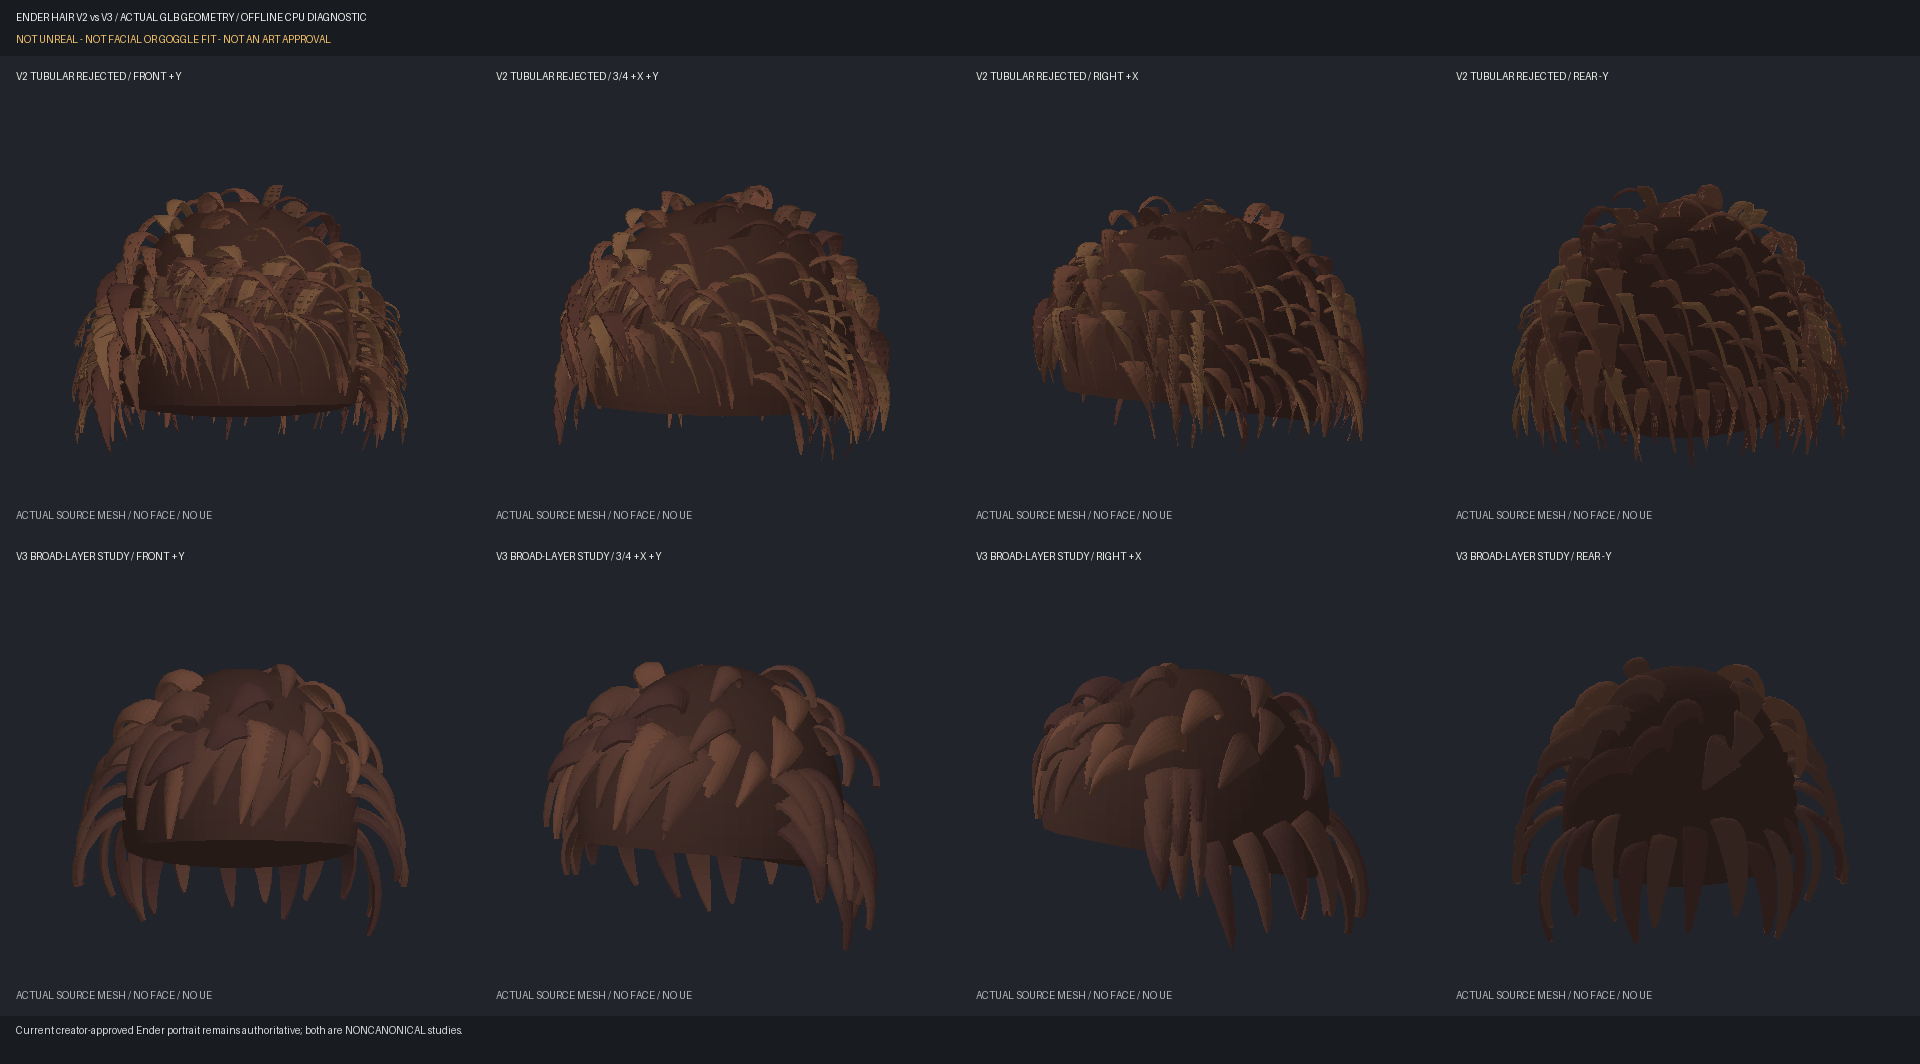 ENDER HAIR V2 vs V3 / ACTUAL GLB GEOMETRY / OFFLINE CPU DIAGNOSTIC
NOT UNREAL - NOT FACIAL OR GOGGLE FIT - NOT AN ART APPROVAL
V2 TUBULAR REJECTED / FRONT +Y
V2 TUBULAR REJECTED / 3/4 +X +Y
V2 TUBULAR REJECTED / RIGHT +X
V2 TUBULAR REJECTED / REAR -Y
ACTUAL SOURCE MESH / NO FACE / NO UE
ACTUAL SOURCE MESH / NO FACE / NO UE
ACTUAL SOURCE MESH / NO FACE / NO UE
ACTUAL SOURCE MESH / NO FACE / NO UE
V3 BROAD-LAYER STUDY / FRONT +Y
V3 BROAD-LAYER STUDY / 3/4 +X +Y
V3 BROAD-LAYER STUDY / RIGHT +X
V3 BROAD-LAYER STUDY / REAR -Y
ACTUAL SOURCE MESH / NO FACE / NO UE
ACTUAL SOURCE MESH / NO FACE / NO UE
ACTUAL SOURCE MESH / NO FACE / NO UE
ACTUAL SOURCE MESH / NO FACE / NO UE
Current creator-approved Ender portrait remains authoritative; both are NONCANONICAL studies.